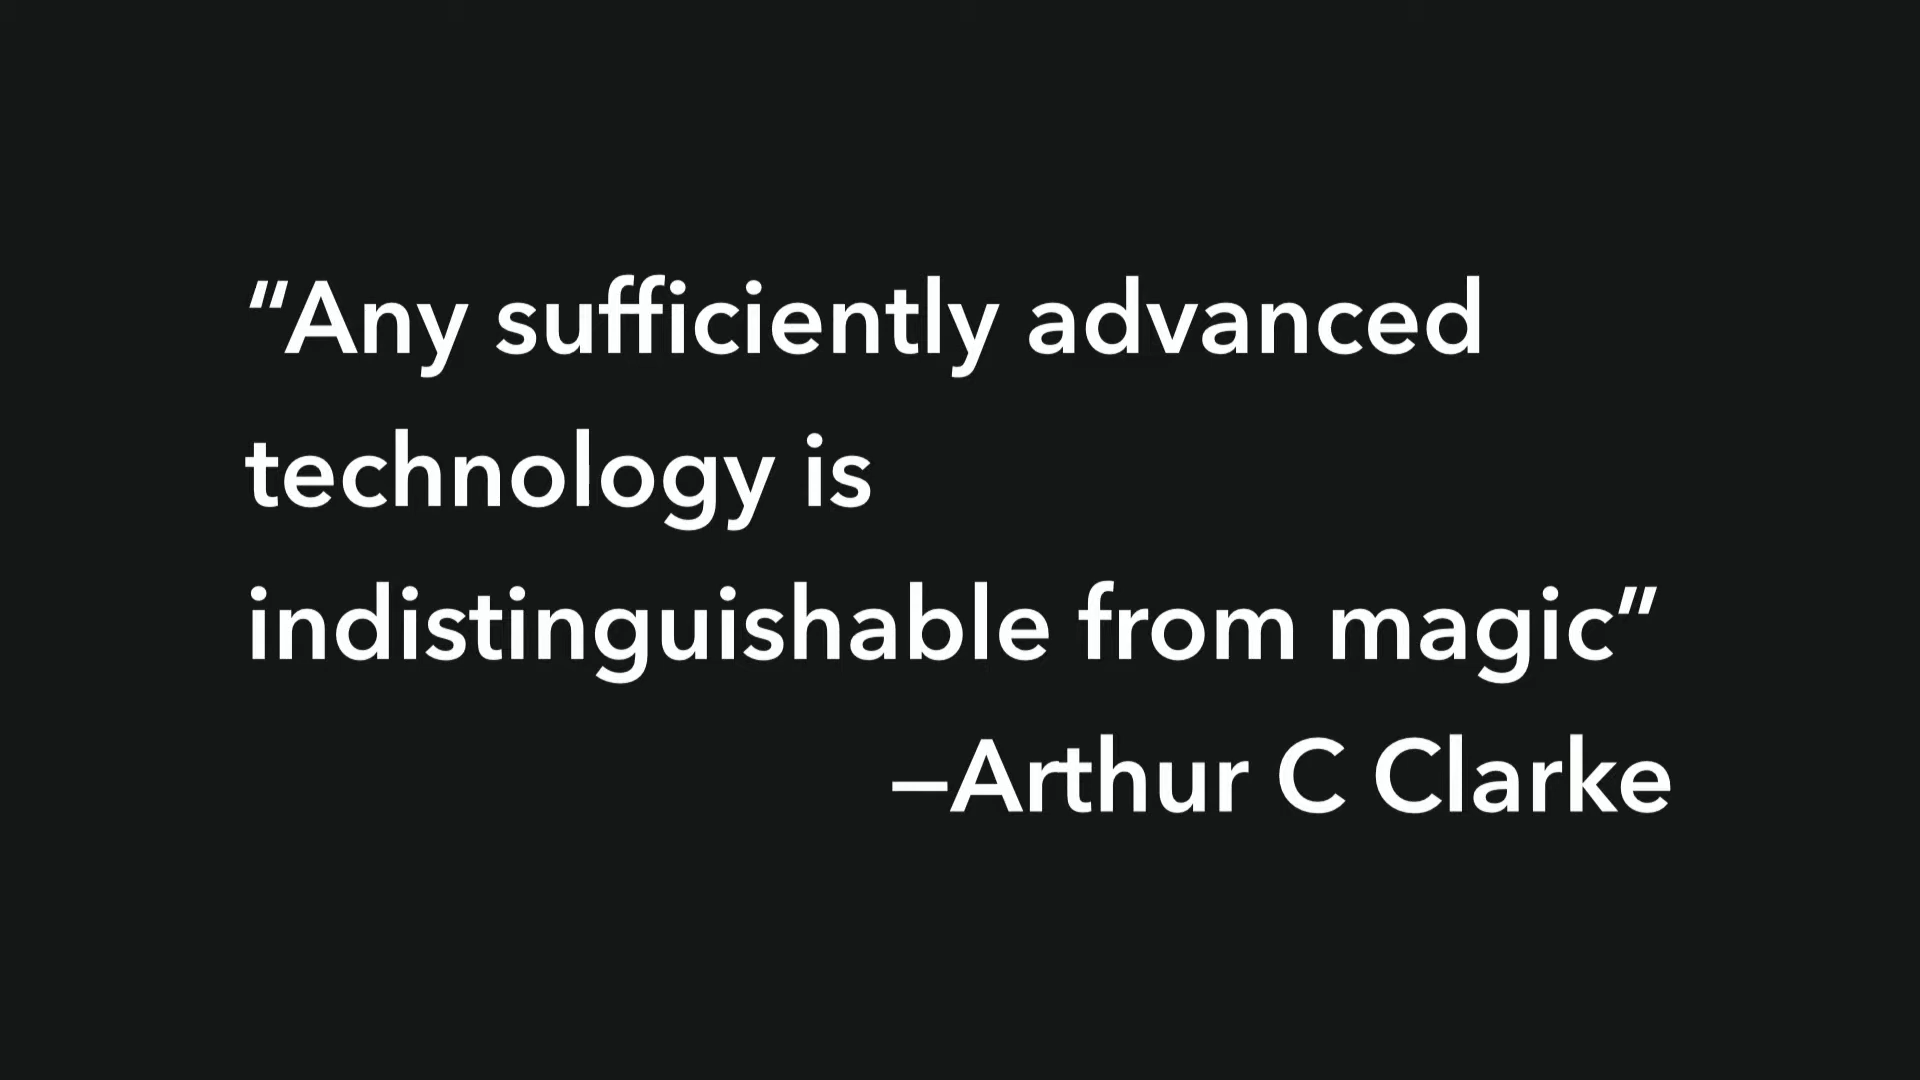 “Any sufficiently advanced
technology is
indistinguishable from magic”
—Arthur C Clarke